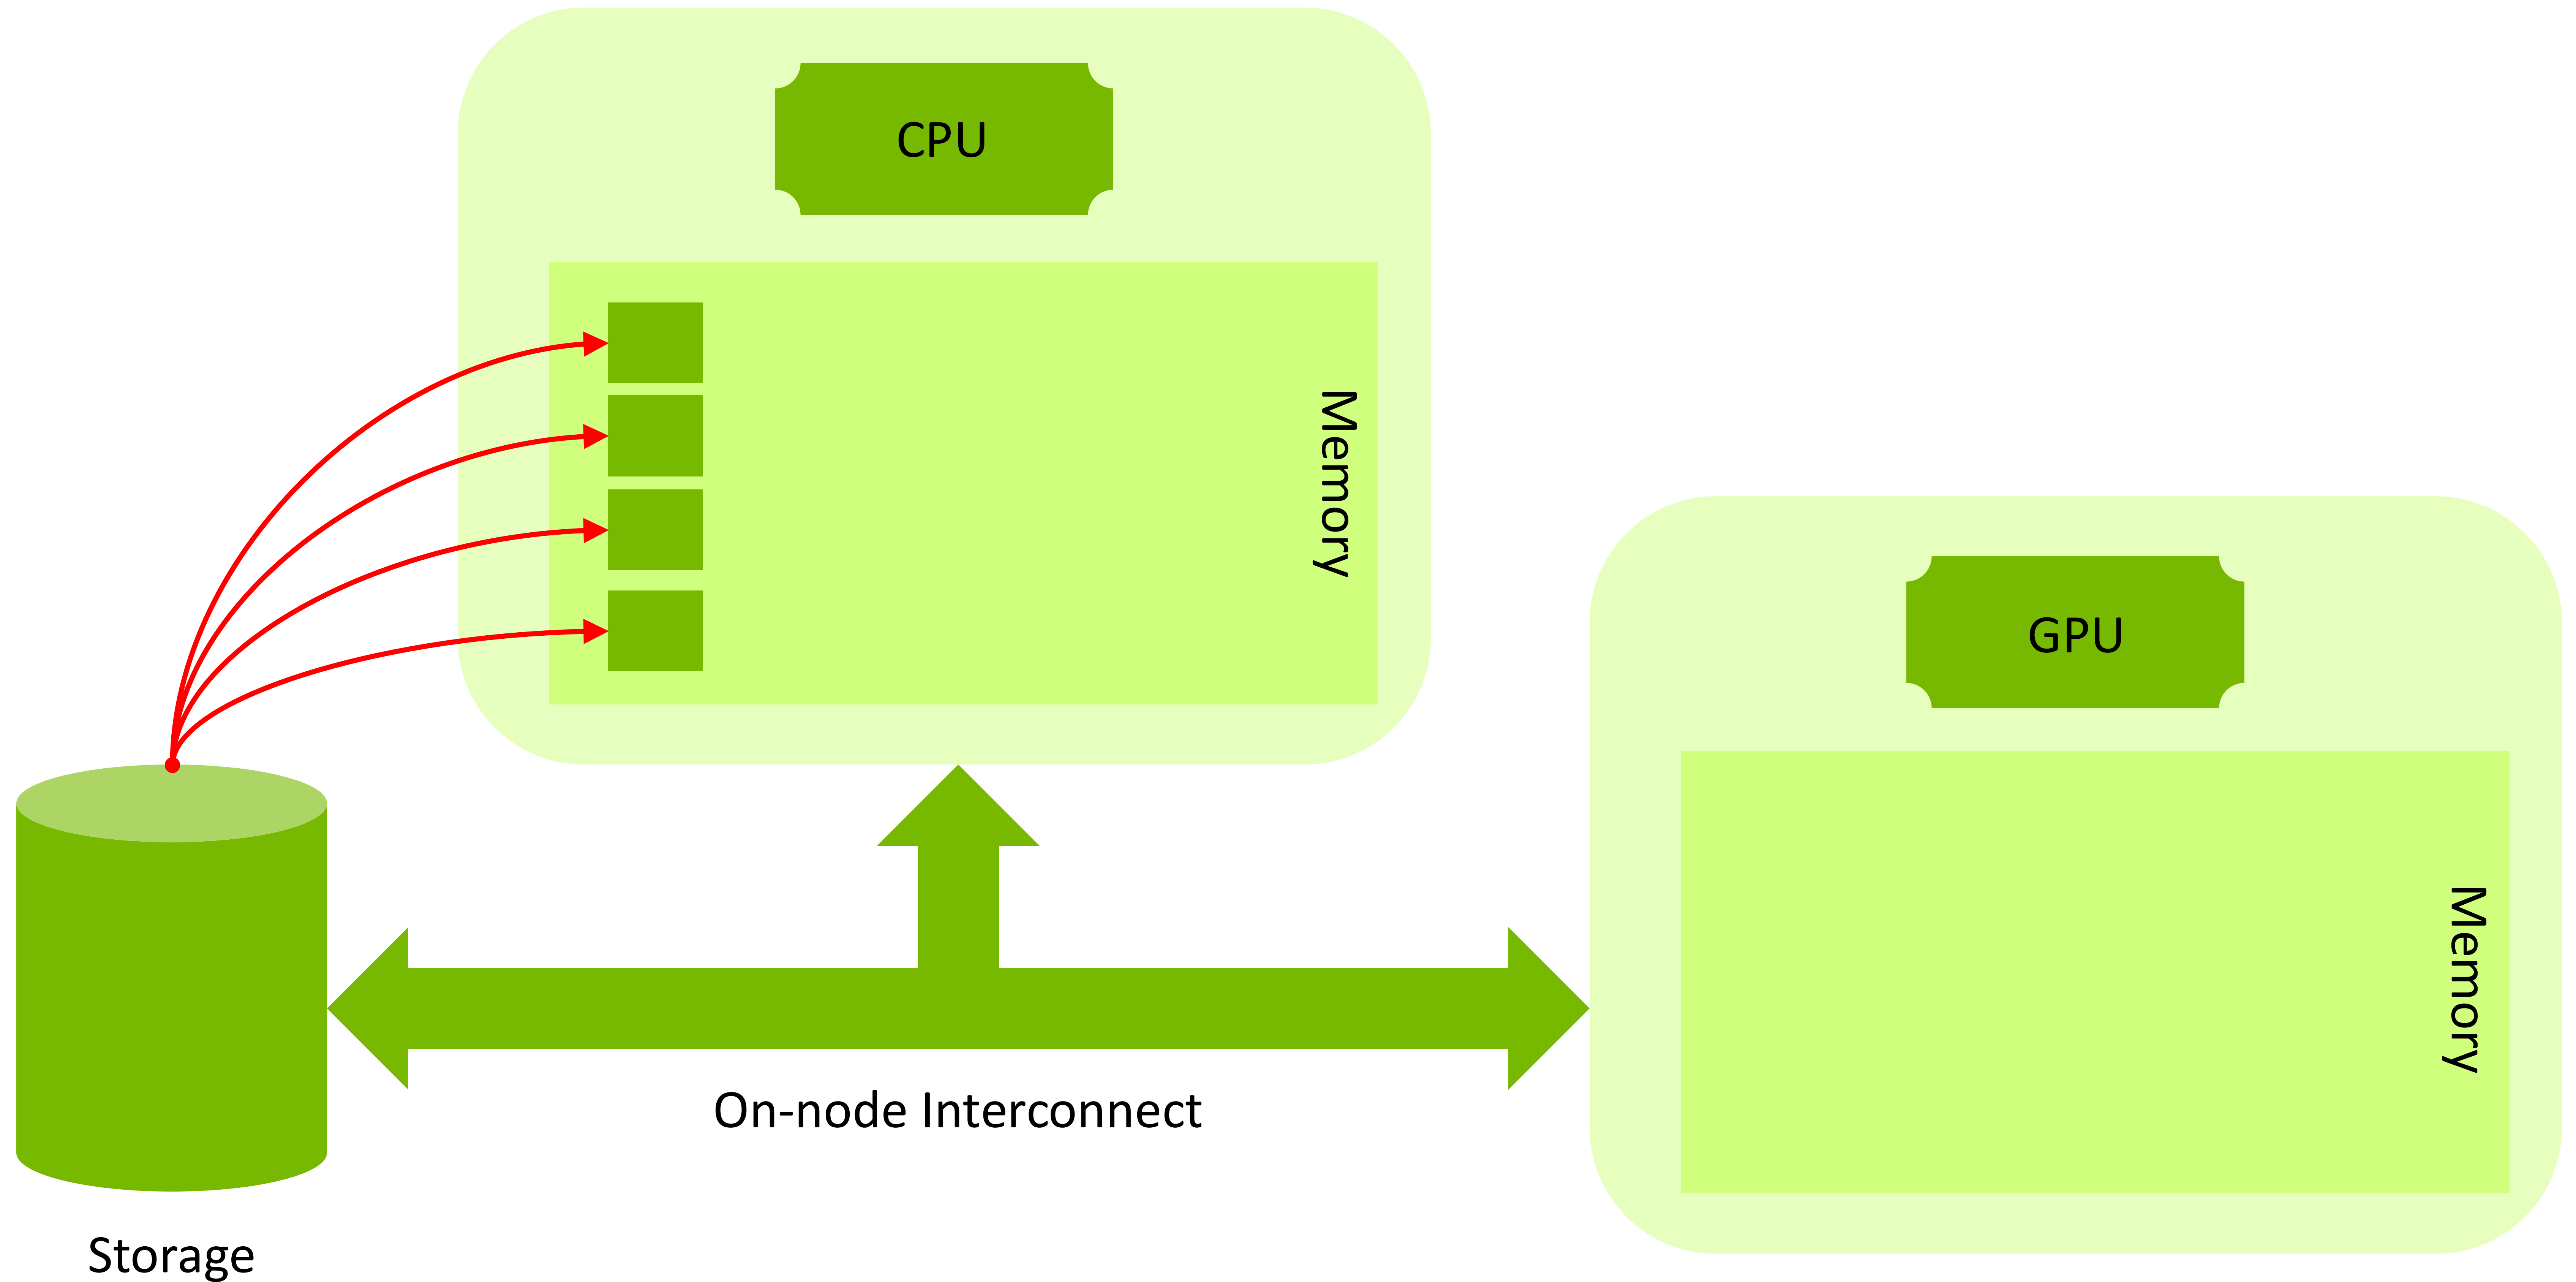 CPU
Memory
GPU
Memory
On-node Interconnect
Storage